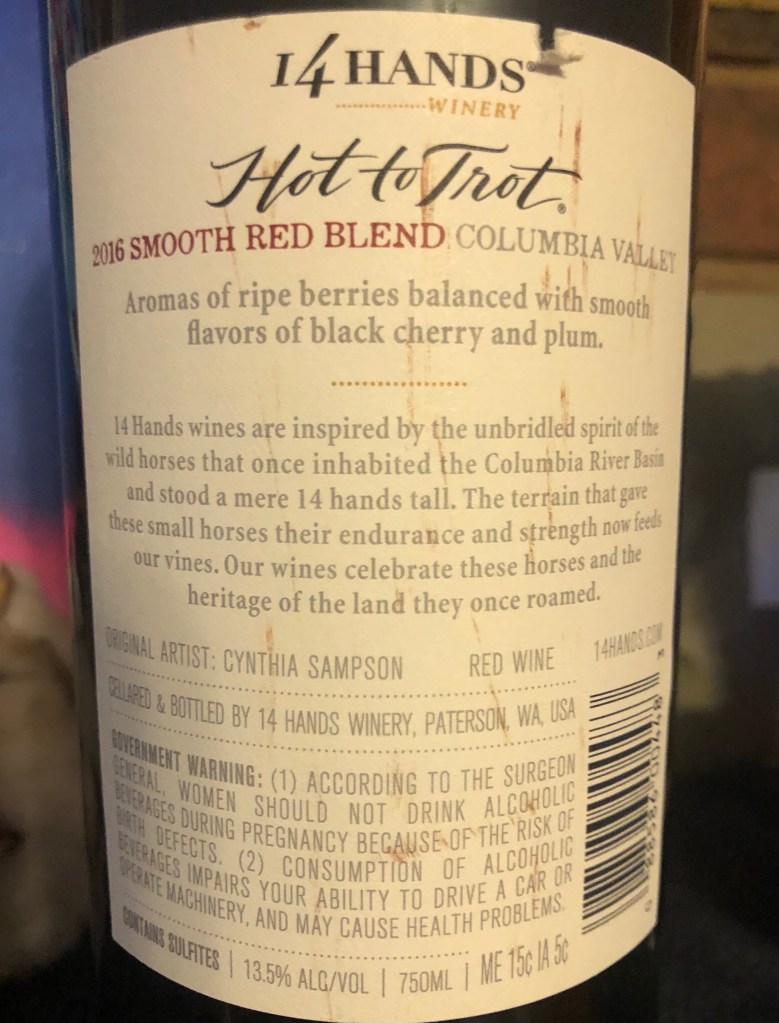 14 HANDS®
WINERY
Hot to Trot®
2016 SMOOTH RED BLEND COLUMBIA VALLEY
Aromas of ripe berries balanced with smooth
flavors of black cherry and plum.
14 Hands wines are inspired by the unbridled spirit of the
wild horses that once inhabited the Columbia River Basin
and stood a mere 14 hands tall. The terrain that gave
these small horses their endurance and strength now feeds
our vines. Our wines celebrate these horses and the
heritage of the land they once roamed.
ORIGINAL ARTIST: CYNTHIA SAMPSON RED WINE 14HANDS.COM
CELLARED & BOTTLED BY 14 HANDS WINERY, PATERSON, WA, USA
GOVERNMENT WARNING: (1) ACCORDING TO THE SURGEON
GENERAL, WOMEN SHOULD NOT DRINK ALCOHOLIC
BEVERAGES DURING PREGNANCY BECAUSE OF THE RISK OF
BIRTH DEFECTS. (2) CONSUMPTION OF ALCOHOLIC
BEVERAGES IMPAIRS YOUR ABILITY TO DRIVE A CAR OR
OPERATE MACHINERY, AND MAY CAUSE HEALTH PROBLEMS.
CONTAINS SULFITES | 13.5% ALC/VOL | 750ML | ME 15¢ IA 5¢